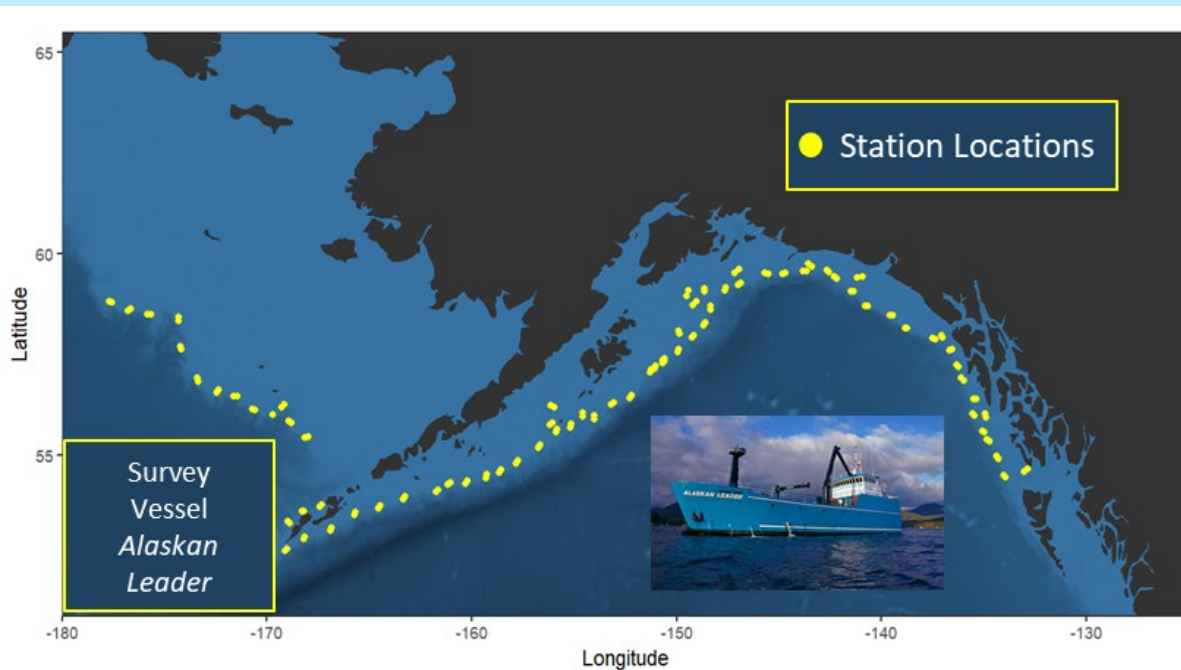 65
60
55
Latitude
Station Locations
Survey
Vessel
Alaskan
Leader
ALASKAN LEADER
-180
-170
-160
-150
-140
-130
Longitude